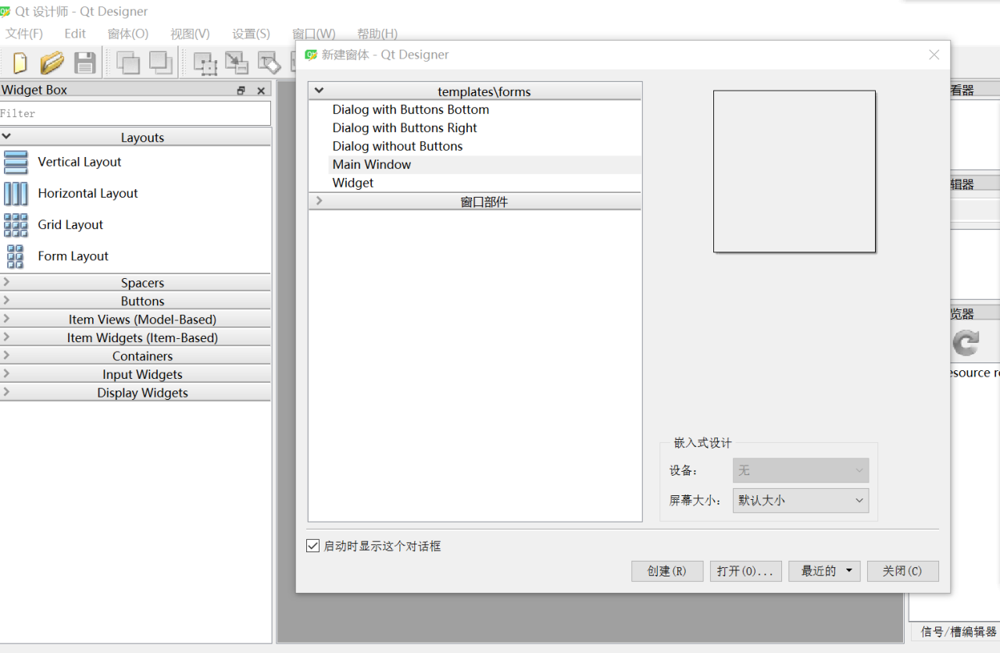 Qt 设计师 - Qt Designer
文件(F) Edit 窗体(O) 视图(V) 设置(S) 窗口(W) 帮助(H)
Widget Box
Filter
Layouts
Vertical Layout
Horizontal Layout
Grid Layout
Form Layout
Spacers
Buttons
Item Views (Model-Based)
Item Widgets (Item-Based)
Containers
Input Widgets
Display Widgets
新建窗体 - Qt Designer
templates\forms
Dialog with Buttons Bottom
Dialog with Buttons Right
Dialog without Buttons
Main Window
Widget
窗口部件
嵌入式设计
设备: 无
屏幕大小: 默认大小
启动时显示这个对话框
创建(R) 打开(O)... 最近的 关闭(C)
看器
辑器
览器
esource r
信号/槽编辑器